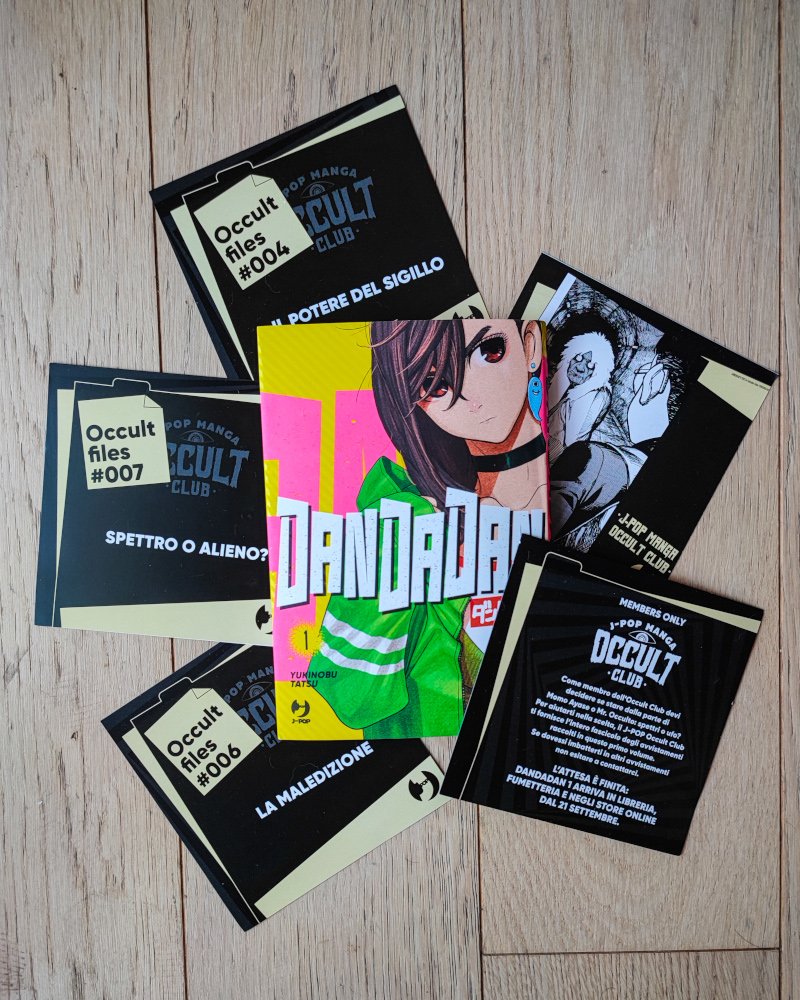 J-POP MANGA
OCCULT
CLUB
Occult
files
#004
IL POTERE DEL SIGILLO
Occult
files
#007
POP MANGA
OCCULT
·CLUB·
SPETTRO O ALIENO?
DANDADAN
1
YUKINOBU
TATSU
J-POP
·J-POP MANGA
OCCULT CLUB·
Occult
files
#006
LA MALEDIZIONE
MEMBERS ONLY
J-POP MANGA
OCCULT
·CLUB·
Come membro dell'Occult Club devi
decidere se stare dalla parte di
Momo Ayase o Mr. Occulto: spettri o ufo?
Per aiutarti nella scelta, il J-POP Occult Club
ti fornisce l'intero fascicolo degli avvistamenti
raccolti in questo primo volume.
Se dovessi imbatterti in altri avvistamenti
non esitare a contattarci.
L'ATTESA È FINITA:
DANDADAN 1 ARRIVA IN LIBRERIA,
FUMETTERIA E NEGLI STORE ONLINE
DAL 21 SETTEMBRE.